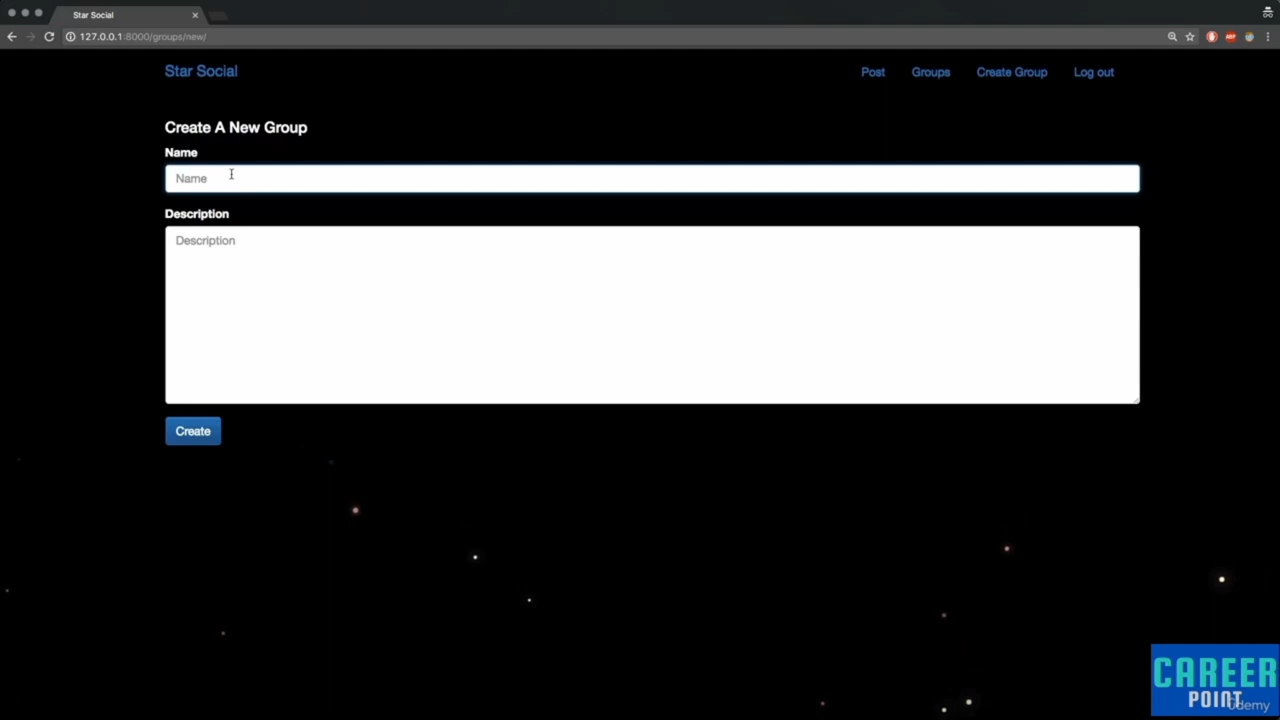 Star Social
127.0.0.1:8000/groups/new/
Star Social Post Groups Create Group Log out
Create A New Group
Name
Name
Description
Description
Create
CAREER
POINT
ûdemy